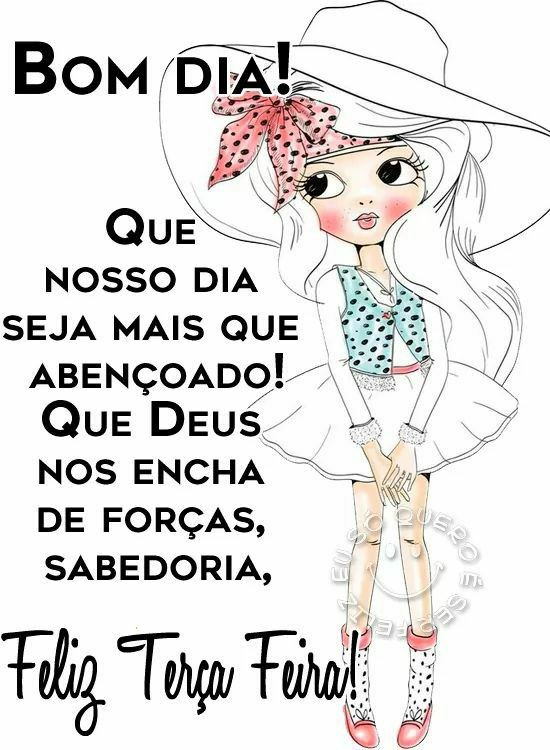 Bom dia!
Que
nosso dia
seja mais que
abençoado!
Que Deus
nos encha
de forças,
sabedoria,
Feliz Terça Feira!
EU SÓ QUERO É SER FELIZ